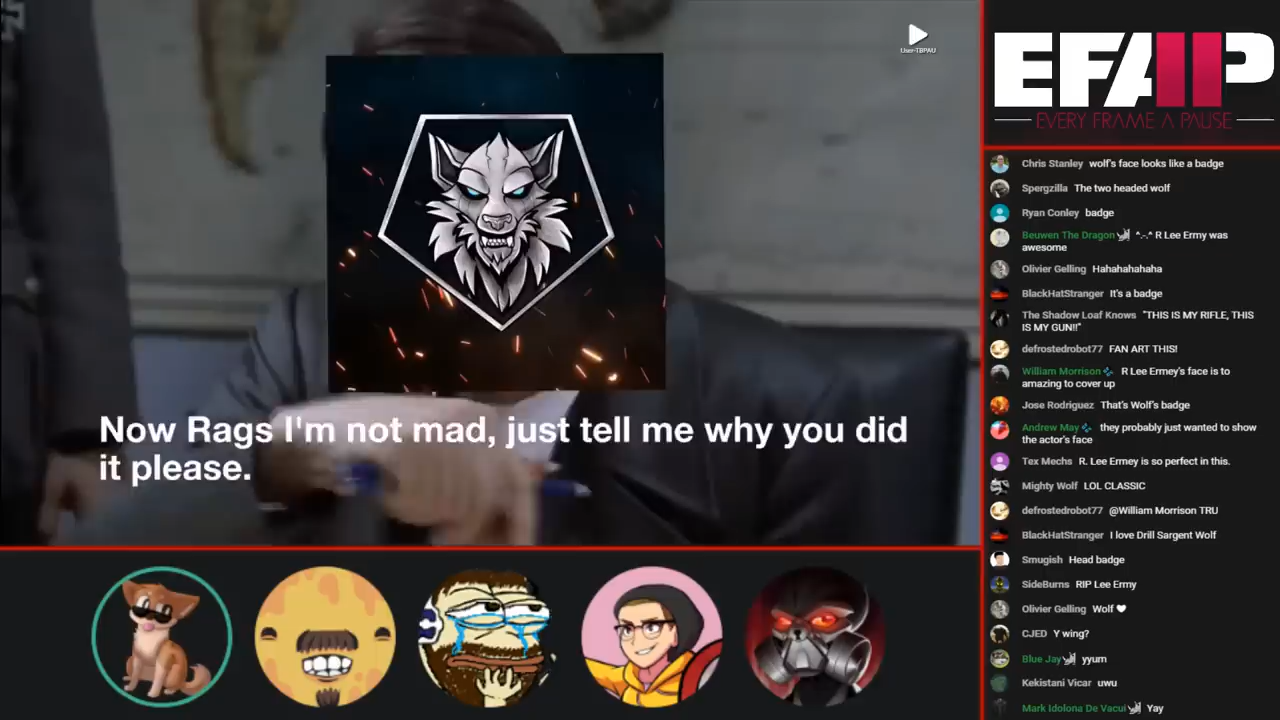 User-TBPAU
Now Rags I'm not mad, just tell me why you did
it please.
EFAP
EVERY FRAME A PAUSE
Chris Stanley wolf's face looks like a badge
Spergzilla The two headed wolf
Ryan Conley badge
Beuwen The Dragon ^-.-^ R Lee Ermy was
awesome
Olivier Gelling Hahahahahaha
BlackHatStranger It's a badge
The Shadow Loaf Knows "THIS IS MY RIFLE, THIS
IS MY GUN!!"
defrostedrobot77 FAN ART THIS!
William Morrison R Lee Ermey's face is to
amazing to cover up
Jose Rodriguez That's Wolf's badge
Andrew May they probably just wanted to show
the actor's face
Tex Mechs R. Lee Ermey is so perfect in this.
Mighty Wolf LOL CLASSIC
defrostedrobot77 @William Morrison TRU
BlackHatStranger I love Drill Sargent Wolf
Smugish Head badge
SideBurns RIP Lee Ermy
Olivier Gelling Wolf ♥
CJED Y wing?
Blue Jay yyum
Kekistani Vicar uwu
Mark Idolona De Vacui Yay